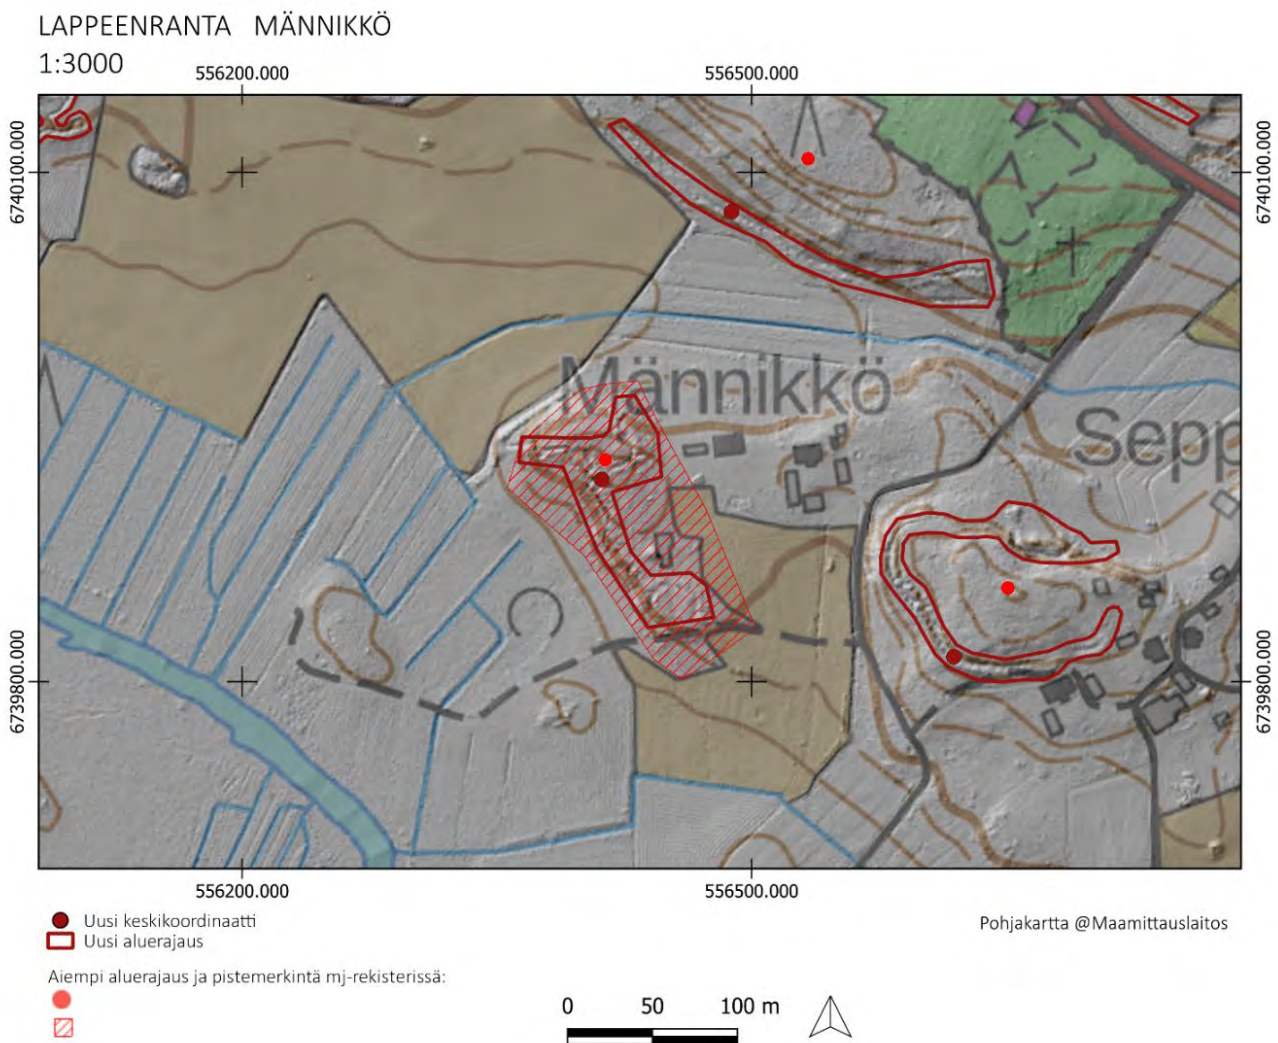 LAPPEENRANTA MÄNNIKKÖ
1:3000
556200.000 556500.000
6740100.000 6740100.000
Männikkö
Sepp
6739800.000 6739800.000
556200.000 556500.000
Uusi keskikoordinaatti
Uusi aluerajaus
Pohjakartta @Maamittauslaitos
Aiempi aluerajaus ja pistemerkintä mj-rekisterissä:
0 50 100 m